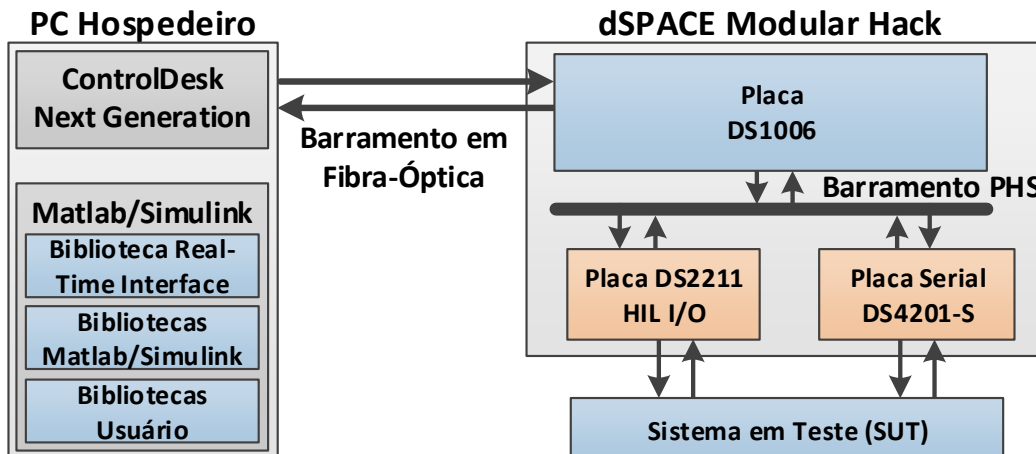 PC Hospedeiro
ControlDesk
Next Generation
Matlab/Simulink
Biblioteca Real-
Time Interface
Bibliotecas
Matlab/Simulink
Bibliotecas
Usuário
Barramento em
Fibra-Óptica
dSPACE Modular Hack
Placa
DS1006
Barramento PHS
Placa DS2211
HIL I/O
Placa Serial
DS4201-S
Sistema em Teste (SUT)